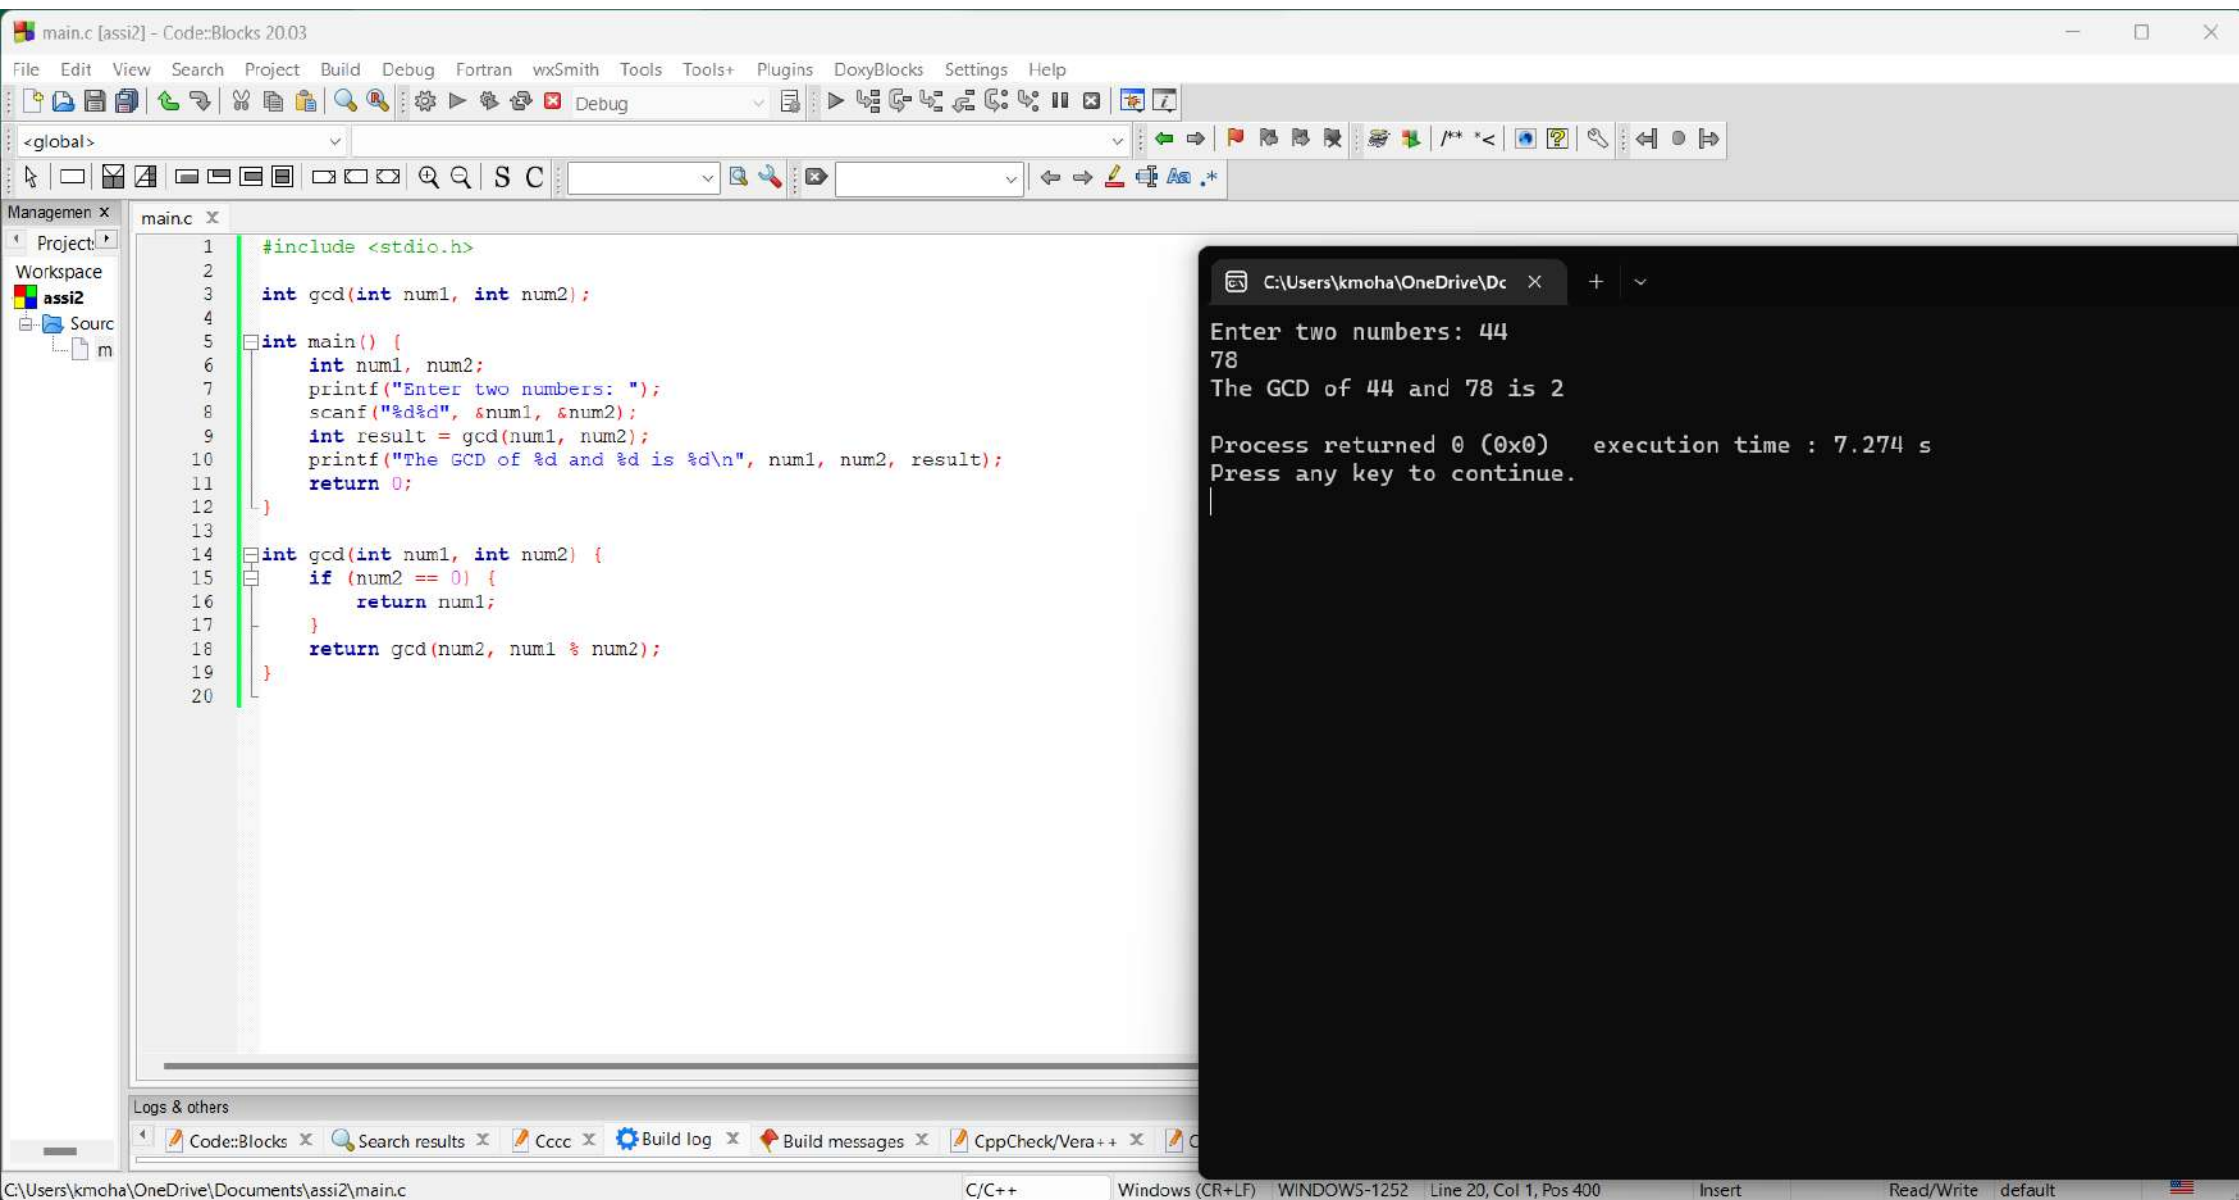 main.c [assi2] - Code::Blocks 20.03
File Edit View Search Project Build Debug Fortran wxSmith Tools Tools+ Plugins DoxyBlocks Settings Help
Debug
<global>
/** *<
S C
Aa .*
Managemen
main.c
Projects
Workspace
assi2
Sourc
m
1 #include <stdio.h>
2
3 int gcd(int num1, int num2);
4
5 int main() {
6 int num1, num2;
7 printf("Enter two numbers: ");
8 scanf("%d%d", &num1, &num2);
9 int result = gcd(num1, num2);
10 printf("The GCD of %d and %d is %d\n", num1, num2, result);
11 return 0;
12 }
13
14 int gcd(int num1, int num2) {
15 if (num2 == 0) {
16 return num1;
17 }
18 return gcd(num2, num1 % num2);
19 }
20
C:\Users\kmoha\OneDrive\Dc
Enter two numbers: 44
78
The GCD of 44 and 78 is 2
Process returned 0 (0x0) execution time : 7.274 s
Press any key to continue.
Logs & others
Code::Blocks Search results Cccc Build log Build messages CppCheck/Vera++ C
C:\Users\kmoha\OneDrive\Documents\assi2\main.c C/C++ Windows (CR+LF) WINDOWS-1252 Line 20, Col 1, Pos 400 Insert Read/Write default